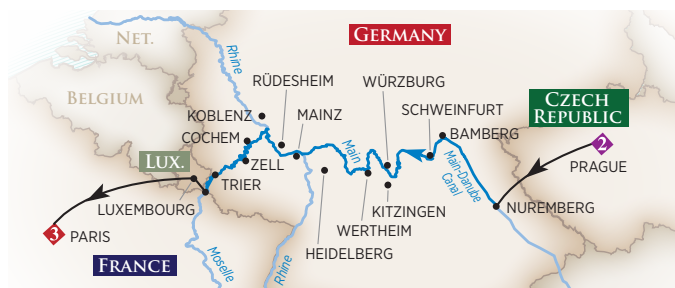 NET.
Rhine
GERMANY
BELGIUM
RÜDESHEIM
WÜRZBURG
KOBLENZ
MAINZ
SCHWEINFURT
CZECH
REPUBLIC
COCHEM
BAMBERG
Main
2
LUX.
ZELL
PRAGUE
TRIER
Main-Danube
Canal
LUXEMBOURG
KITZINGEN
NUREMBERG
WERTHEIM
3
PARIS
HEIDELBERG
FRANCE
Moselle
Rhine